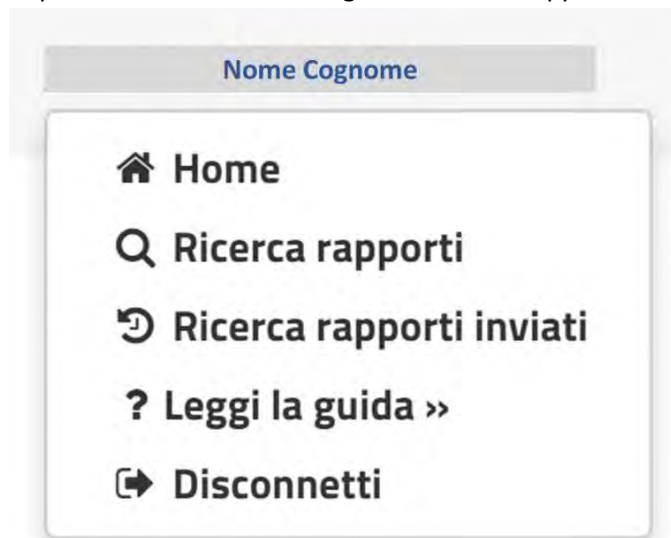 Nome Cognome
Home
Ricerca rapporti
Ricerca rapporti inviati
? Leggi la guida »
Disconnetti